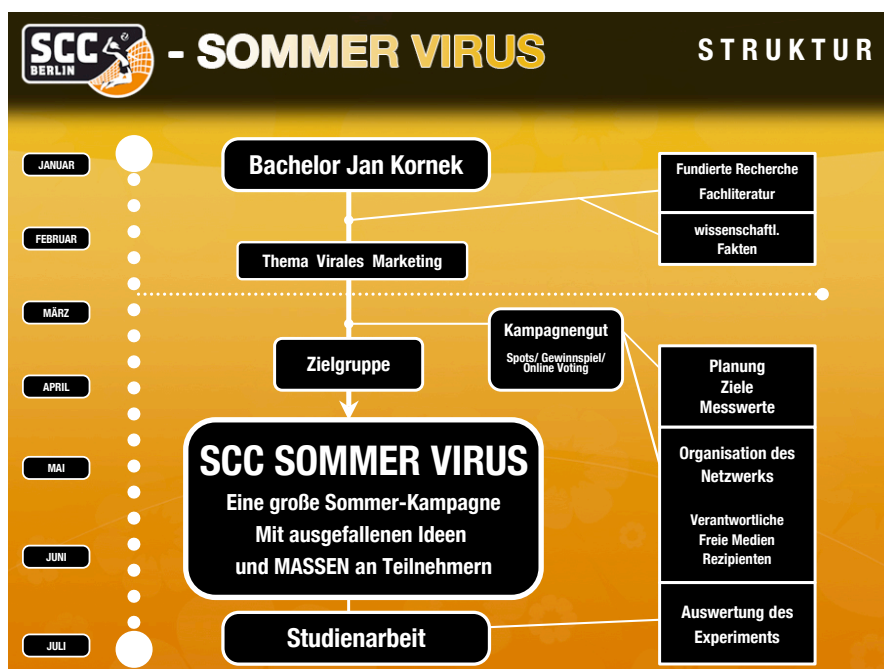 SCC
BERLIN
- SOMMER VIRUS
STRUKTUR
JANUAR
FEBRUAR
MÄRZ
APRIL
MAI
JUNI
JULI
Bachelor Jan Kornek
Thema Virales Marketing
Zielgruppe
SCC SOMMER VIRUS
Eine große Sommer-Kampagne
Mit ausgefallenen Ideen
und MASSEN an Teilnehmern
Studienarbeit
Kampagnengut
Spots/ Gewinnspiel/
Online Voting
Fundierte Recherche
Fachliteratur
wissenschaftl.
Fakten
Planung
Ziele
Messwerte
Organisation des
Netzwerks
Verantwortliche
Freie Medien
Rezipienten
Auswertung des
Experiments